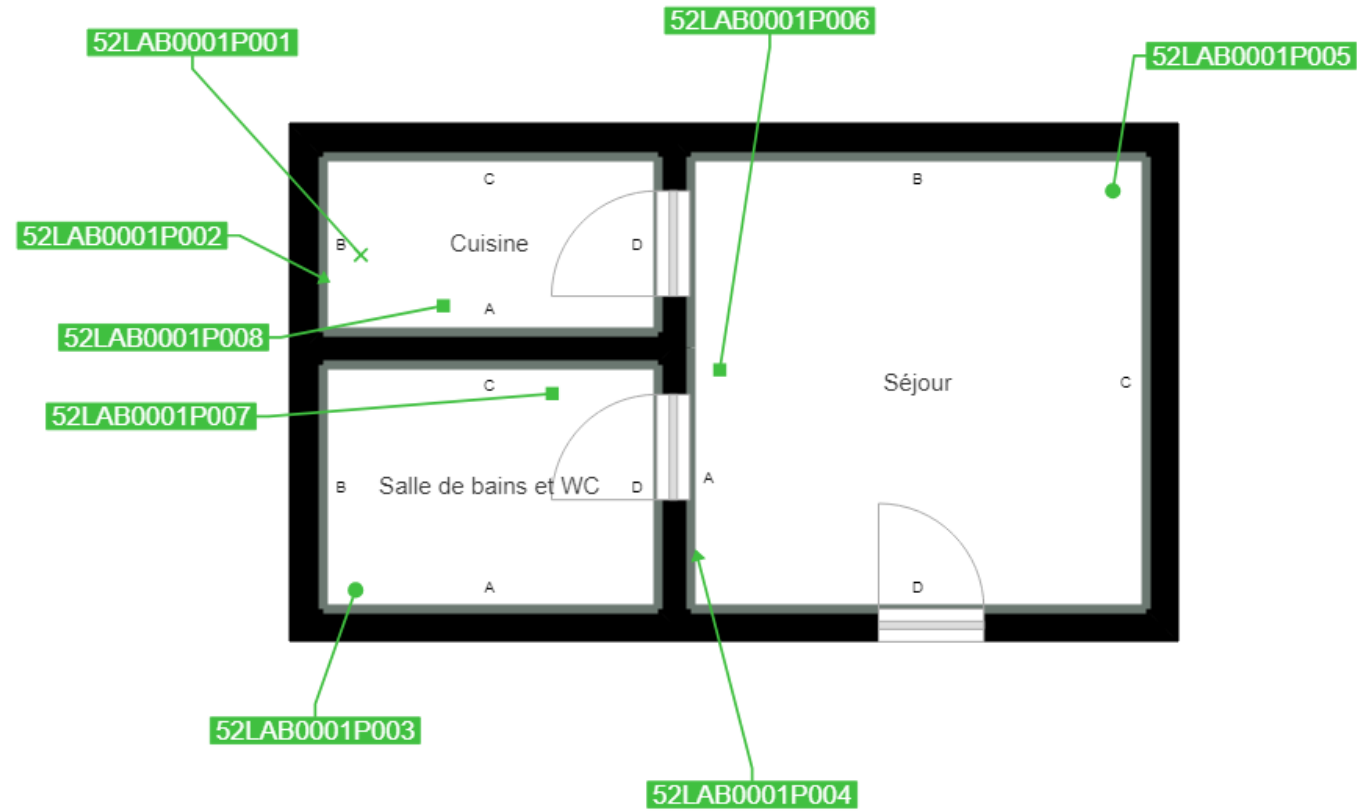 52LAB0001P006
52LAB0001P001
52LAB0001P005
C
B
52LAB0001P002
B
Cuisine
D
A
52LAB0001P008
C
Séjour
C
52LAB0001P007
A
B
Salle de bains et WC
D
A
D
52LAB0001P003
52LAB0001P004